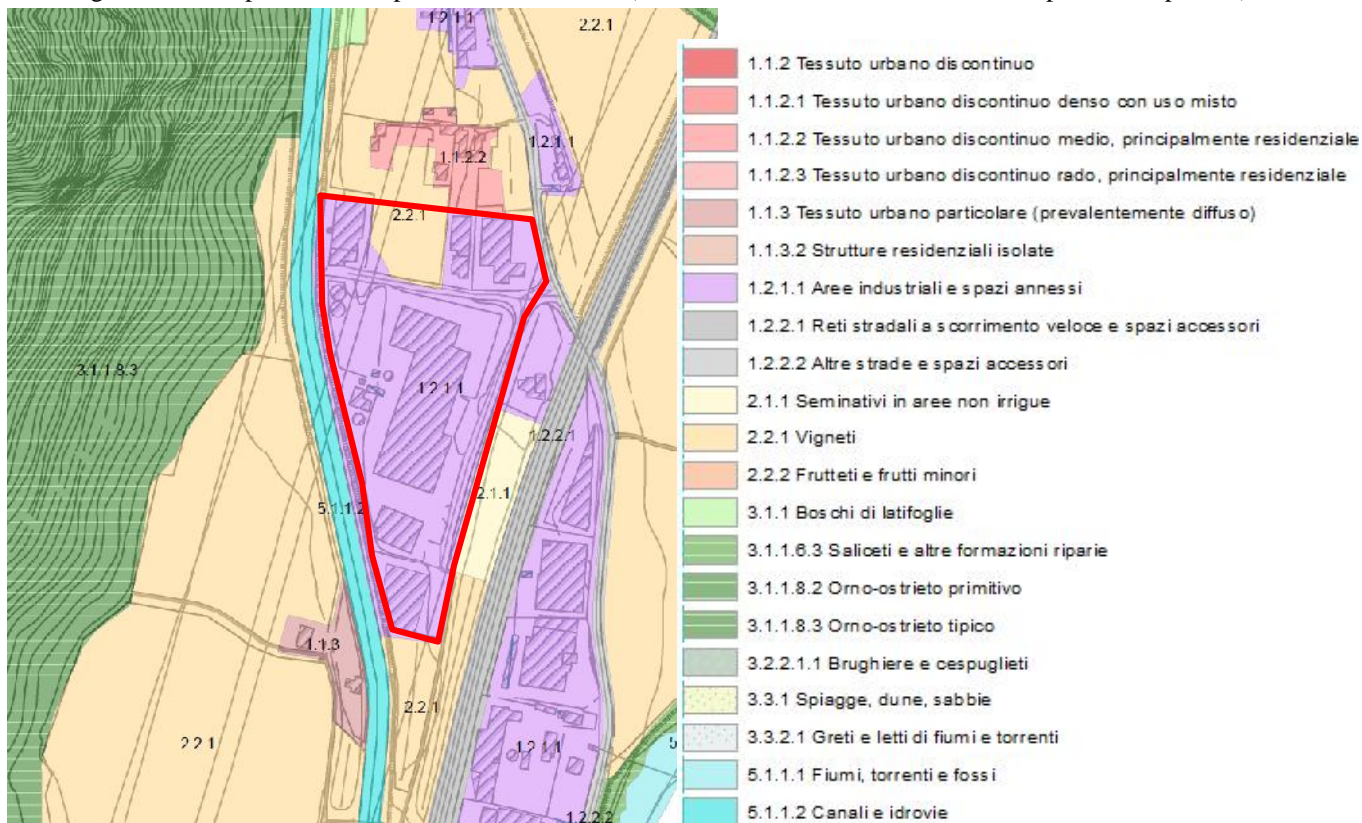 1.2.1.1
2.2.1
1.1.2.2
1.2.1.1
2.2.1
3.1.1.8.3
1.2.1.1
1.2.2.1
2.1.1
5.1.1.2
1.1.3
2.2.1
2.2.1
1.2.1.1
5
1.2.2.2
1.1.2 Tessuto urbano discontinuo
1.1.2.1 Tessuto urbano discontinuo denso con uso misto
1.1.2.2 Tessuto urbano discontinuo medio, principalmente residenziale
1.1.2.3 Tessuto urbano discontinuo rado, principalmente residenziale
1.1.3 Tessuto urbano particolare (prevalentemente diffuso)
1.1.3.2 Strutture residenziali isolate
1.2.1.1 Aree industriali e spazi annessi
1.2.2.1 Reti stradali a scorrimento veloce e spazi accessori
1.2.2.2 Altre strade e spazi accessori
2.1.1 Seminativi in aree non irrigue
2.2.1 Vigneti
2.2.2 Frutteti e frutti minori
3.1.1 Boschi di latifoglie
3.1.1.6.3 Saliceti e altre formazioni riparie
3.1.1.8.2 Orno-ostrieto primitivo
3.1.1.8.3 Orno-ostrieto tipico
3.2.2.1.1 Brughiere e cespuglieti
3.3.1 Spiagge, dune, sabbie
3.3.2.1 Greti e letti di fiumi e torrenti
5.1.1.1 Fiumi, torrenti e fossi
5.1.1.2 Canali e idrovie